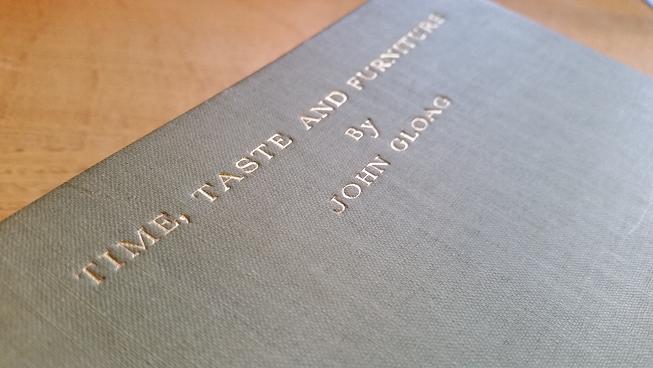 TIME, TASTE AND FURNITURE
By
JOHN GLOAG